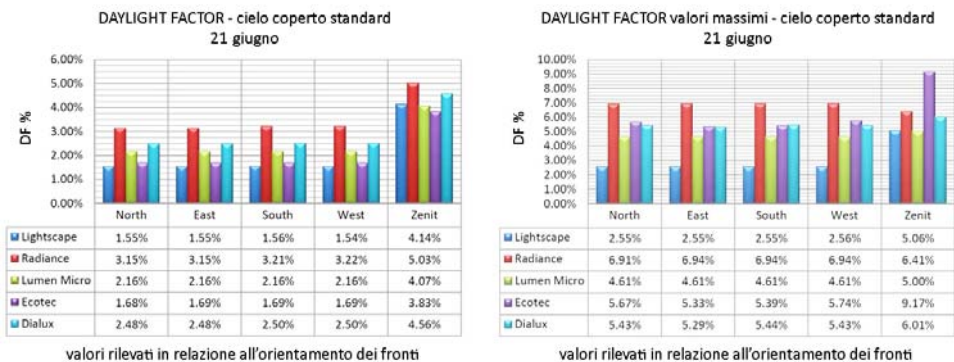 DAYLIGHT FACTOR - cielo coperto standard
21 giugno
DF %
6.00%
5.00%
4.00%
3.00%
2.00%
1.00%
0.00%
North East South West Zenit
Lightscape 1.55% 1.55% 1.56% 1.54% 4.14%
Radiance 3.15% 3.15% 3.21% 3.22% 5.03%
Lumen Micro 2.16% 2.16% 2.16% 2.16% 4.07%
Ecotec 1.68% 1.69% 1.69% 1.69% 3.83%
Dialux 2.48% 2.48% 2.50% 2.50% 4.56%
valori rilevati in relazione all'orientamento dei fronti
DAYLIGHT FACTOR valori massimi - cielo coperto standard
21 giugno
DF %
10.00%
9.00%
8.00%
7.00%
6.00%
5.00%
4.00%
3.00%
2.00%
1.00%
0.00%
North East South West Zenit
Lightscape 2.55% 2.55% 2.55% 2.56% 5.06%
Radiance 6.91% 6.94% 6.94% 6.94% 6.41%
Lumen Micro 4.61% 4.61% 4.61% 4.61% 5.00%
Ecotec 5.67% 5.33% 5.39% 5.74% 9.17%
Dialux 5.43% 5.29% 5.44% 5.43% 6.01%
valori rilevati in relazione all'orientamento dei fronti